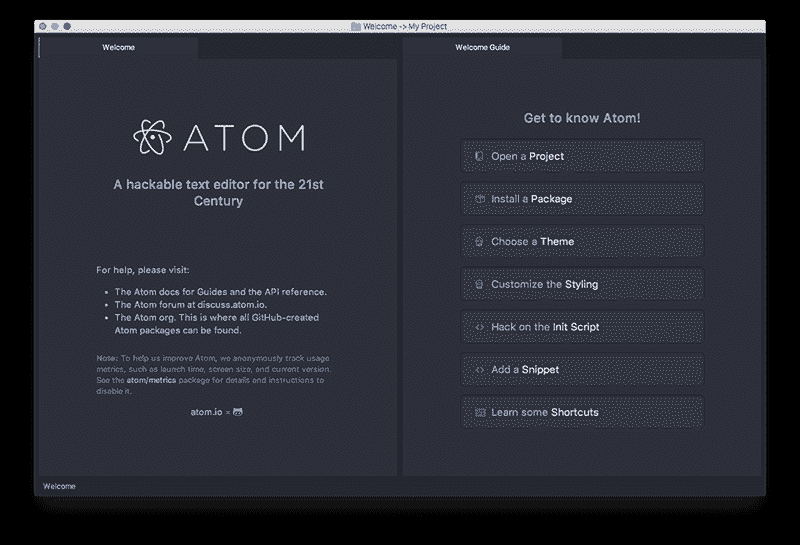 Welcome -> My Project
Welcome
Welcome Guide
ATOM
A hackable text editor for the 21st
Century
For help, please visit:
• The Atom docs for Guides and the API reference.
• The Atom forum at discuss.atom.io.
• The Atom org. This is where all GitHub-created
Atom packages can be found.
Note: To help us improve Atom, we anonymously track usage
metrics, such as launch time, screen size, and current version.
See the atom/metrics package for details and instructions to
disable it.
atom.io =
Get to know Atom!
Open a Project
Install a Package
Choose a Theme
Customize the Styling
Hack on the Init Script
Add a Snippet
Learn some Shortcuts
Welcome